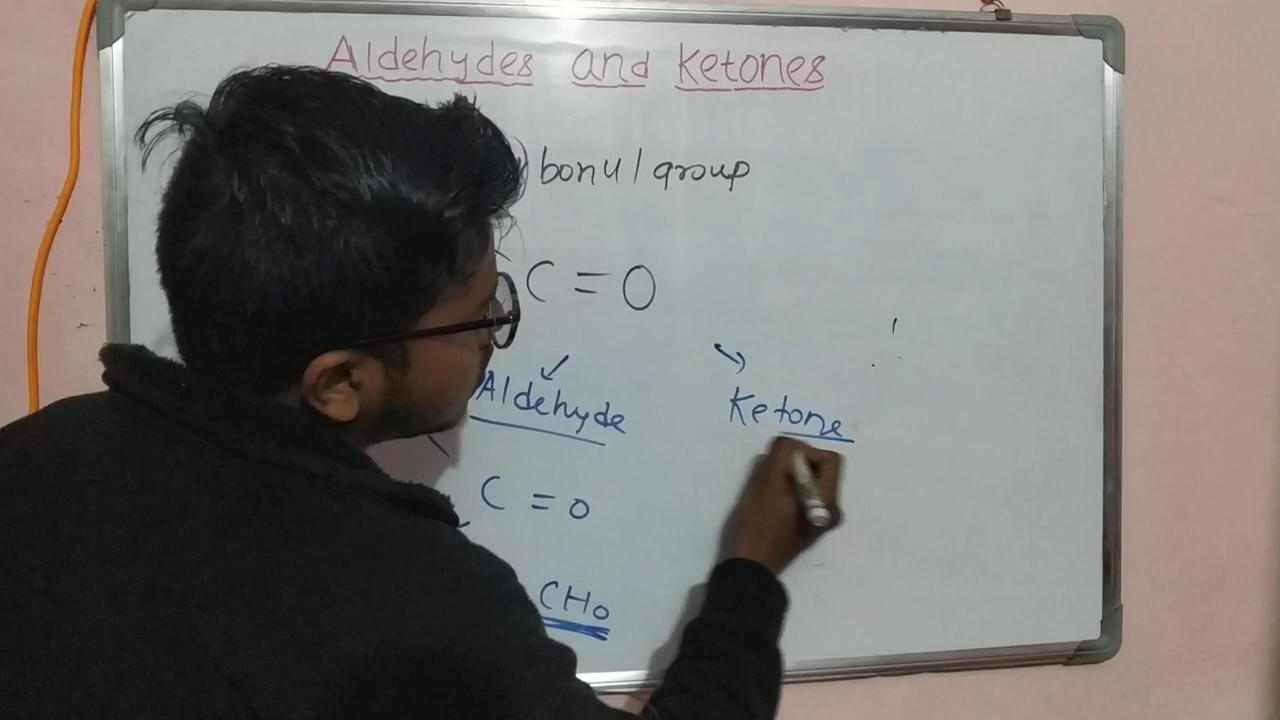 Aldehydes and Ketones
bonyl group
C = O
Aldehyde Ketone
C = O
CHO